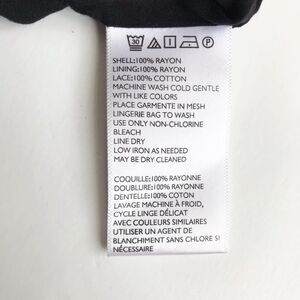 30
P
SHELL:100% RAYON
LINING:100% RAYON
LACE:100% COTTON
MACHINE WASH COLD GENTLE
WITH LIKE COLORS
PLACE GARMENTE IN MESH
LINGERIE BAG TO WASH
USE ONLY NON-CHLORINE
BLEACH
LINE DRY
LOW IRON AS NEEDED
MAY BE DRY CLEANED
COQUILLE:100% RAYONNE
DOUBLURE:100% RAYONNE
DENTELLE:100% COTON
LAVAGE MACHINE À FROID,
CYCLE LINGE DÉLICAT
AVEC COULEURS SIMILAIRES
UTILISER UN AGENT DE
BLANCHIMENT SANS CHLORE SI
NÉCESSAIRE